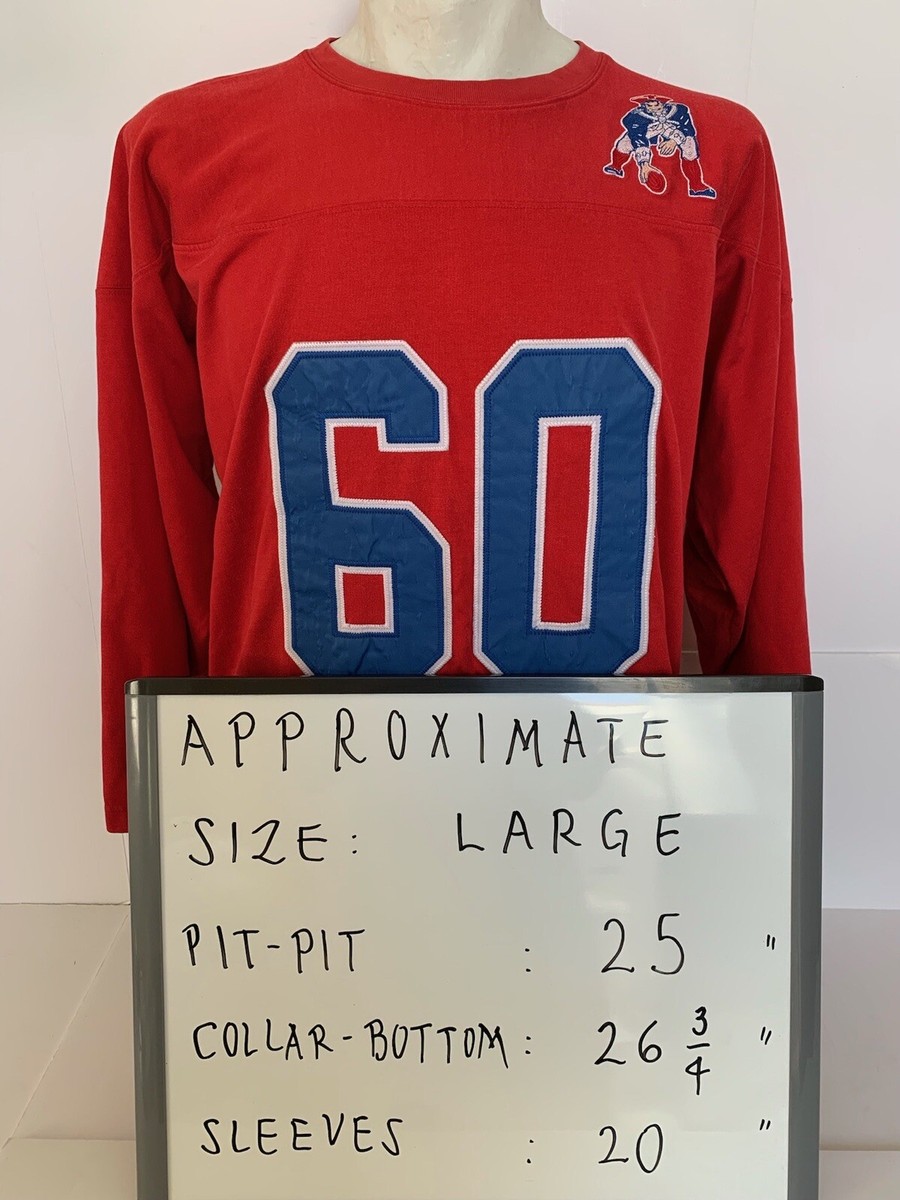 60
APPROXIMATE
SIZE: LARGE
PIT-PIT : 25 "
COLLAR-BOTTOM: 26 3/4 "
SLEEVES : 20 "